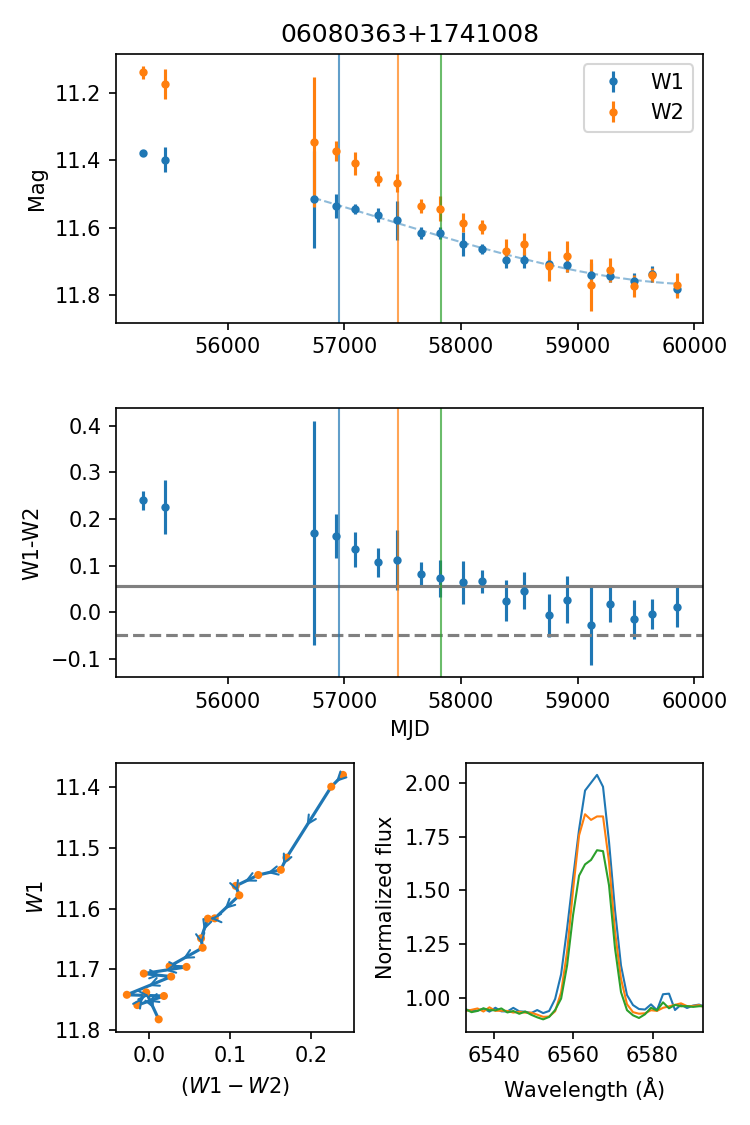 06080363+1741008
Mag
11.2
11.4
11.6
11.8
W1
W2
56000 57000 58000 59000 60000
W1-W2
0.4
0.3
0.2
0.1
0.0
−0.1
56000 57000 58000 59000 60000
MJD
W1
11.4
11.5
11.6
11.7
11.8
0.0 0.1 0.2
(W1 − W2)
Normalized flux
2.00
1.75
1.50
1.25
1.00
6540 6560 6580
Wavelength (Å)